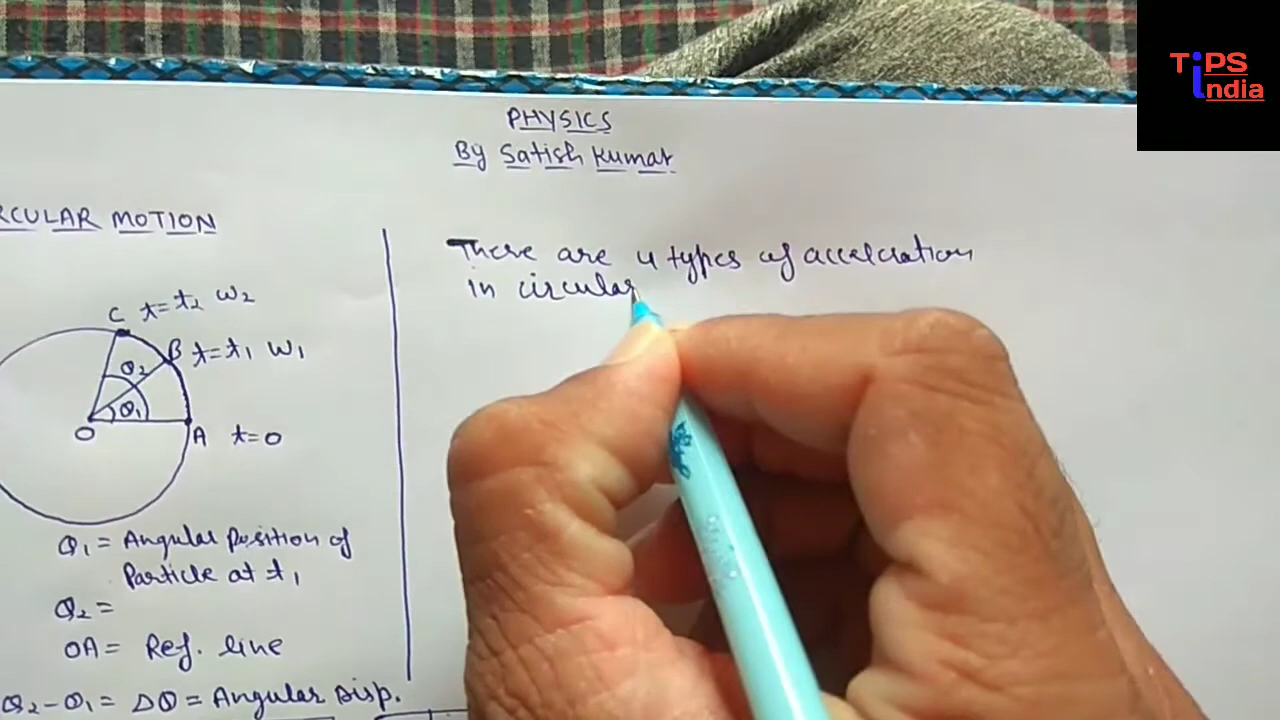 TiPS
india
PHYSICS
By Satish Kumar
RCULAR MOTION
C t=t₂ ω₂
B t=t₁ ω₁
θ₂
θ₁
O
A t=0
θ₁ = Angular Position of
Particle at t₁
θ₂ =
OA = Ref. line
θ₂-θ₁ = Δθ = Angular Disp.
There are 4 types of acceleration
in circular